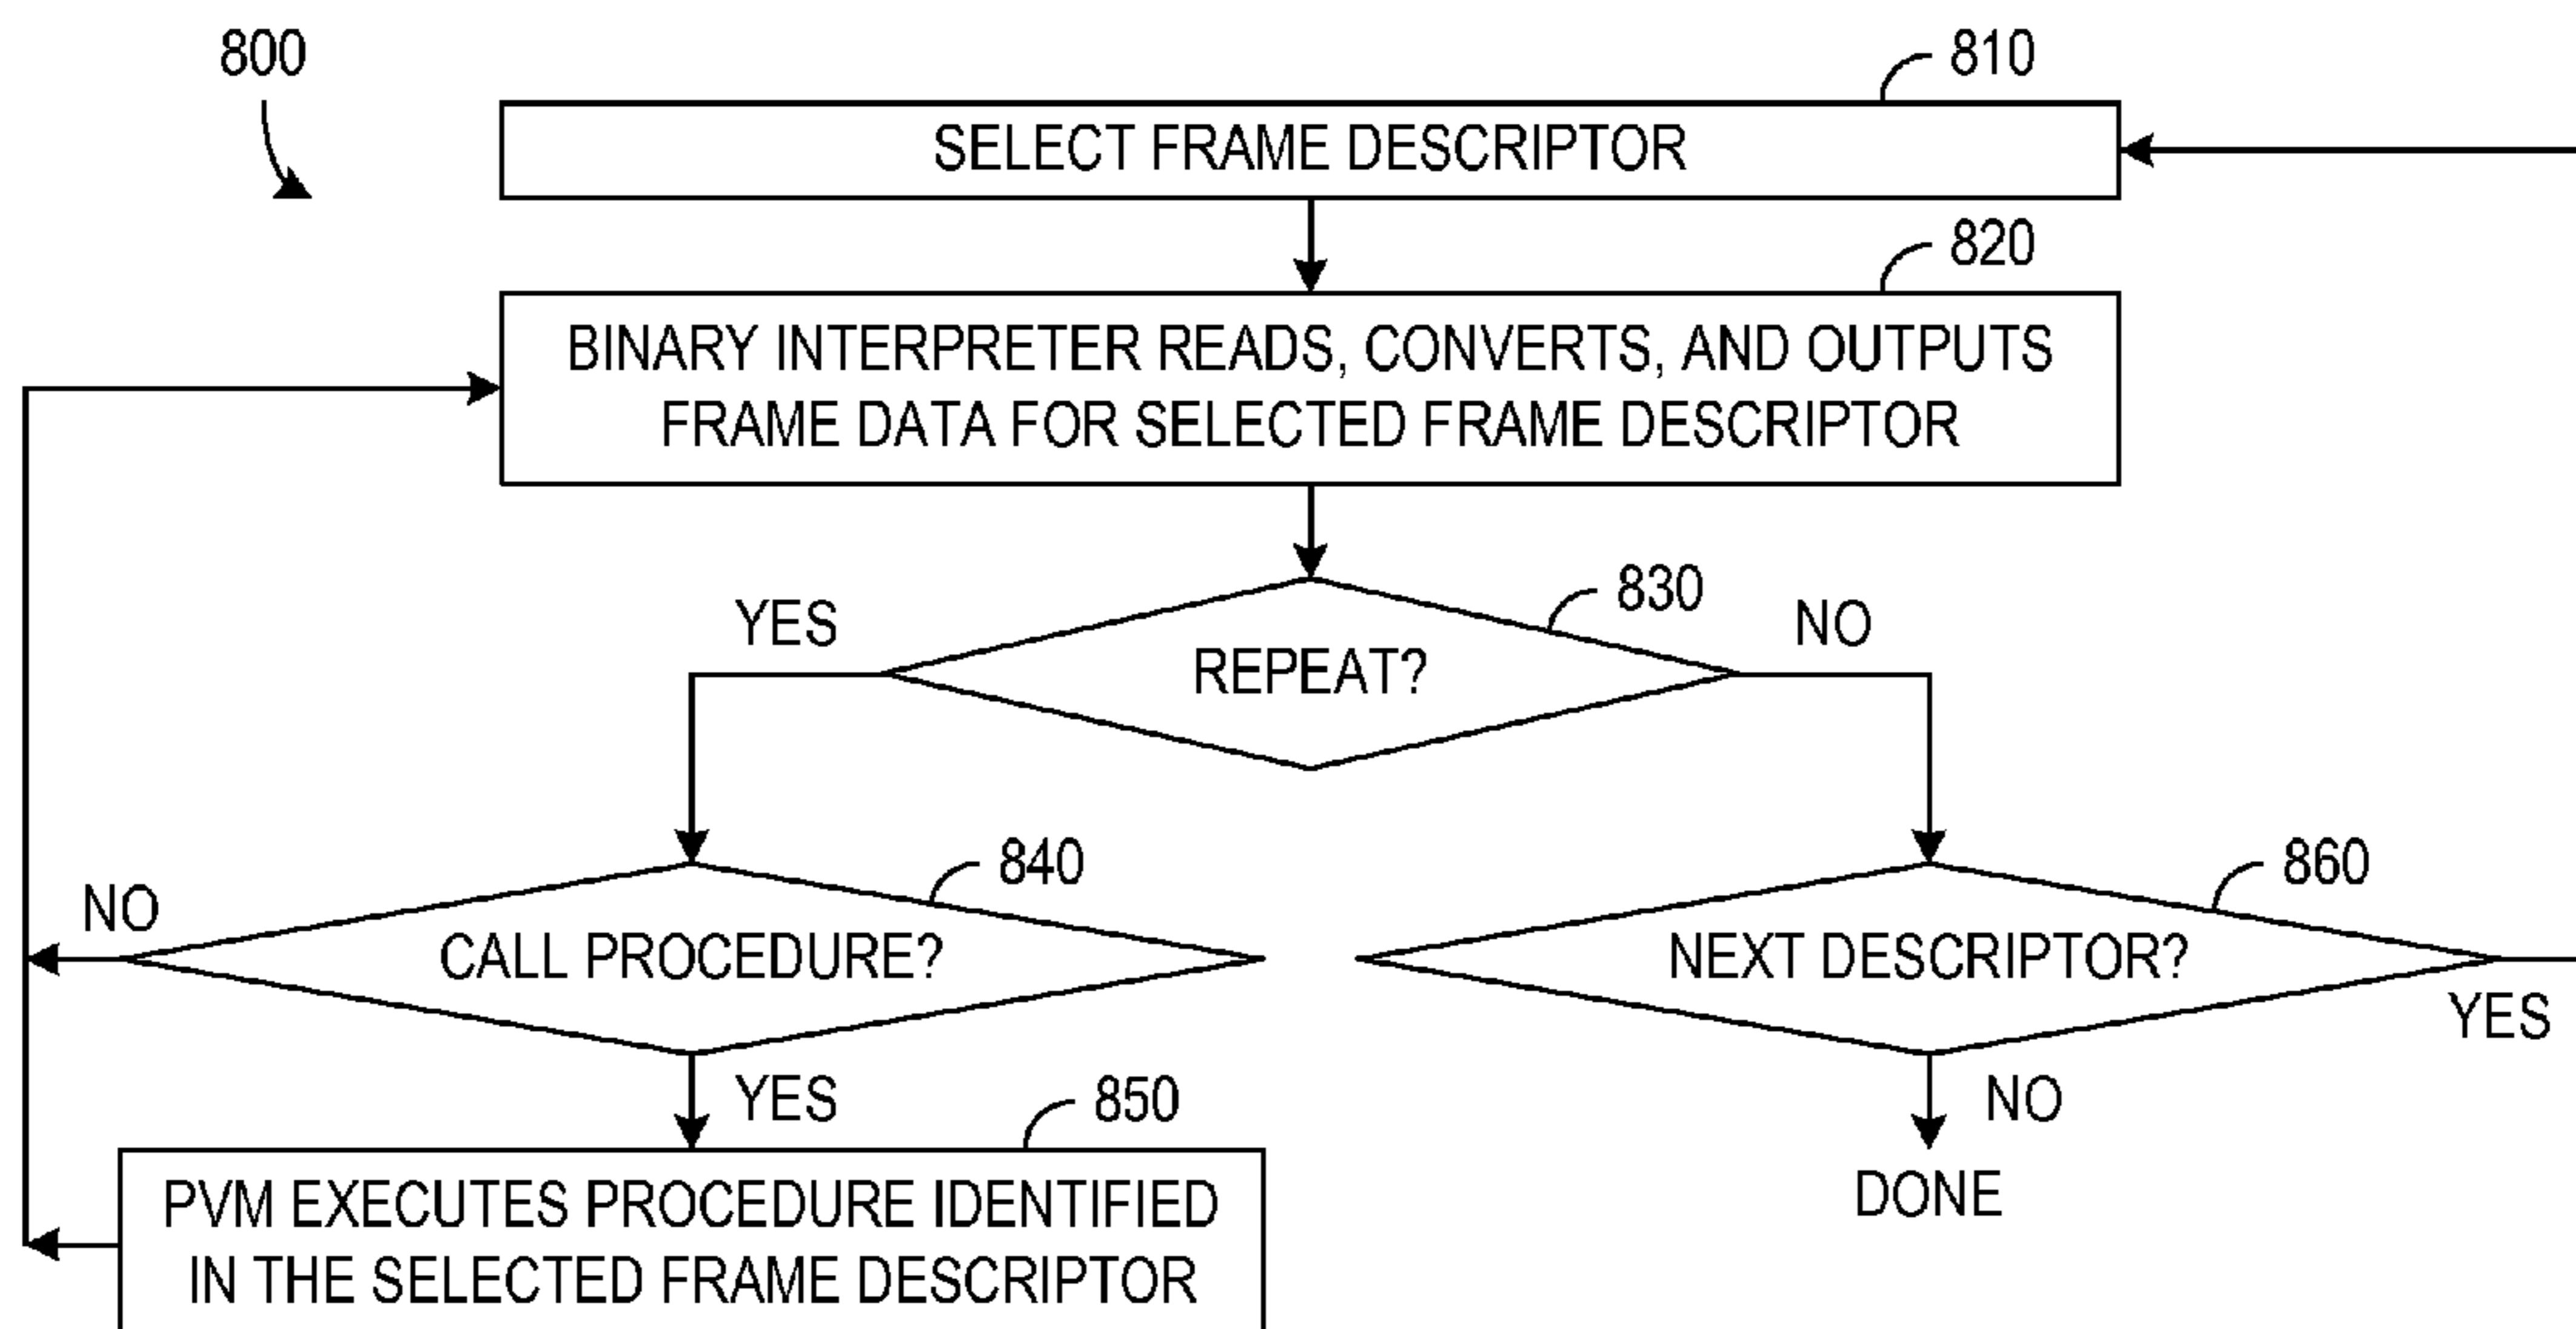 800
810
SELECT FRAME DESCRIPTOR
820
BINARY INTERPRETER READS, CONVERTS, AND OUTPUTS
FRAME DATA FOR SELECTED FRAME DESCRIPTOR
830
YES
NO
REPEAT?
840
860
NO
CALL PROCEDURE?
NEXT DESCRIPTOR?
YES
YES
850
NO
PVM EXECUTES PROCEDURE IDENTIFIED
IN THE SELECTED FRAME DESCRIPTOR
DONE